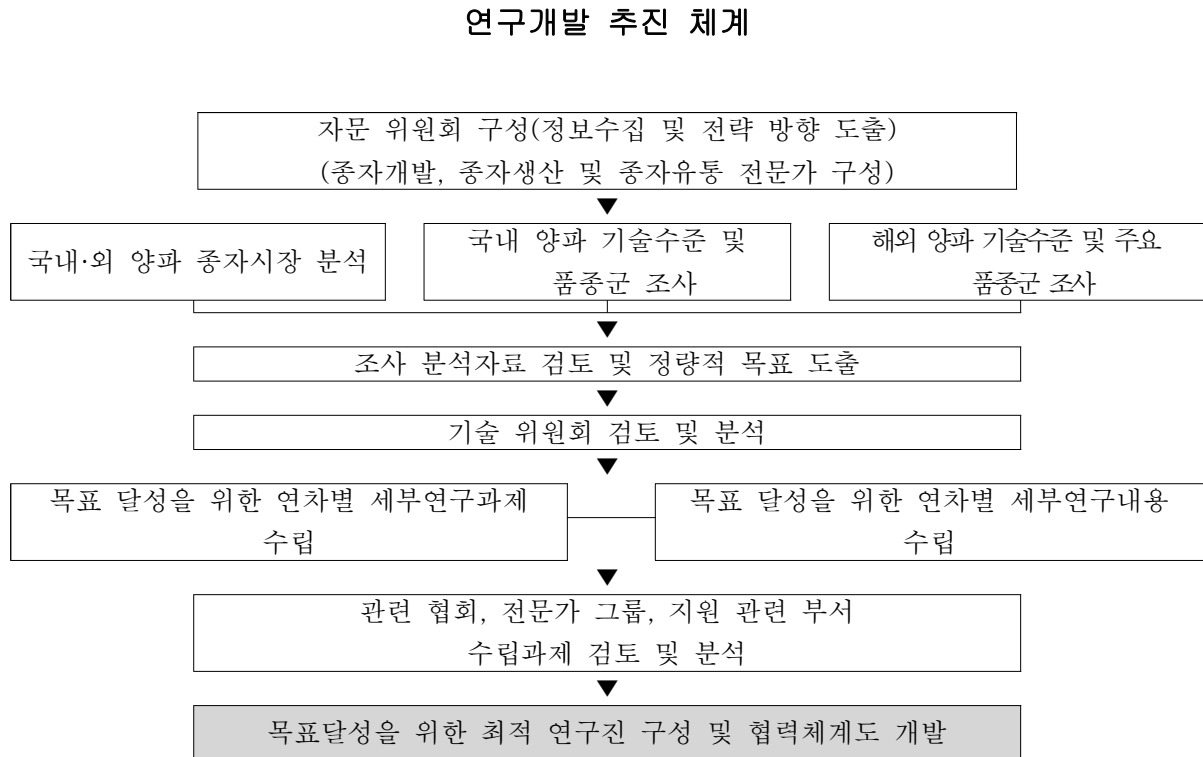 연구개발 추진 체계
자문 위원회 구성(정보수집 및 전략 방향 도출)
(종자개발, 종자생산 및 종자유통 전문가 구성)
국내·외 양파 종자시장 분석
국내 양파 기술수준 및
품종군 조사
해외 양파 기술수준 및 주요
품종군 조사
조사 분석자료 검토 및 정량적 목표 도출
기술 위원회 검토 및 분석
목표 달성을 위한 연차별 세부연구과제
수립
목표 달성을 위한 연차별 세부연구내용
수립
관련 협회, 전문가 그룹, 지원 관련 부서
수립과제 검토 및 분석
목표달성을 위한 최적 연구진 구성 및 협력체계도 개발